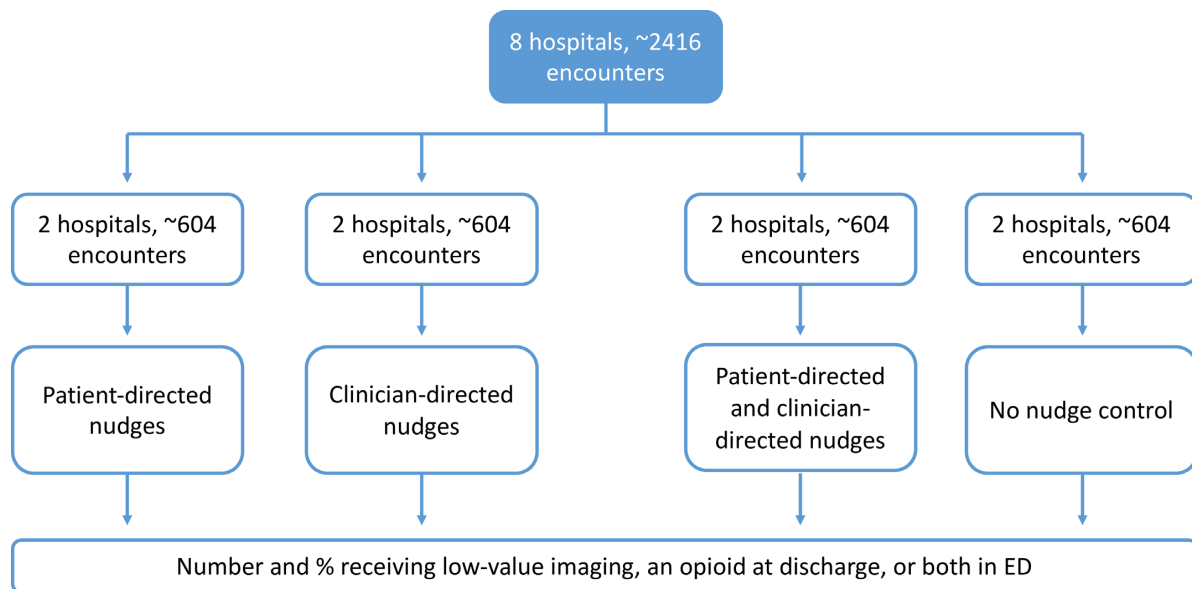 8 hospitals, ~2416
encounters
2 hospitals, ~604
encounters
2 hospitals, ~604
encounters
2 hospitals, ~604
encounters
2 hospitals, ~604
encounters
Patient-directed
nudges
Clinician-directed
nudges
Patient-directed
and clinician-
directed nudges
No nudge control
Number and % receiving low-value imaging, an opioid at discharge, or both in ED